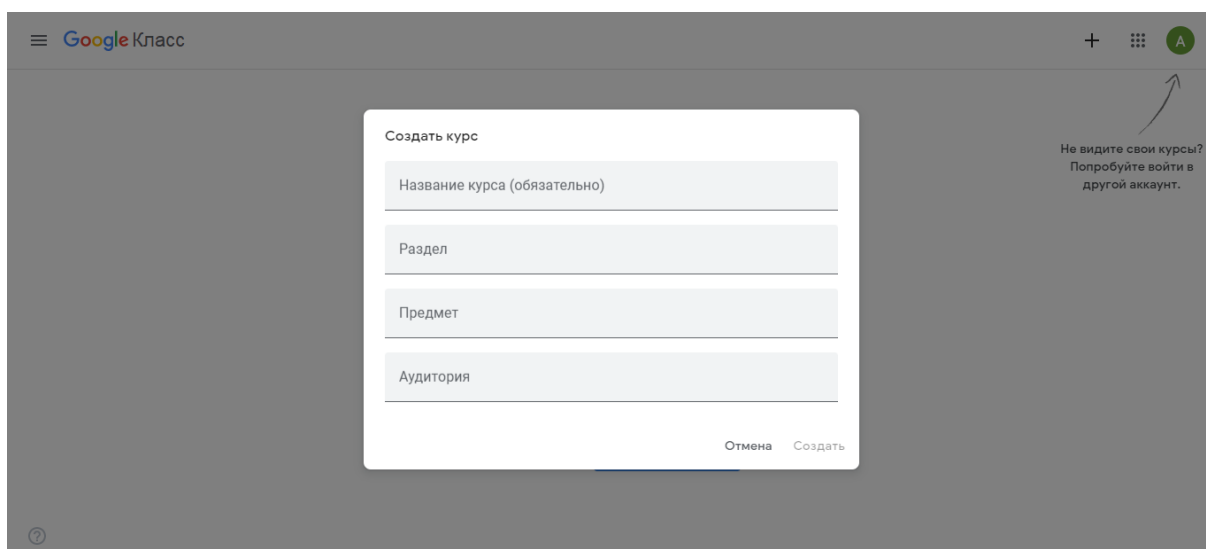 Google Класс
A
Не видите свои курсы?
Попробуйте войти в
другой аккаунт.
Создать курс
Название курса (обязательно)
Раздел
Предмет
Аудитория
Отмена Создать
?